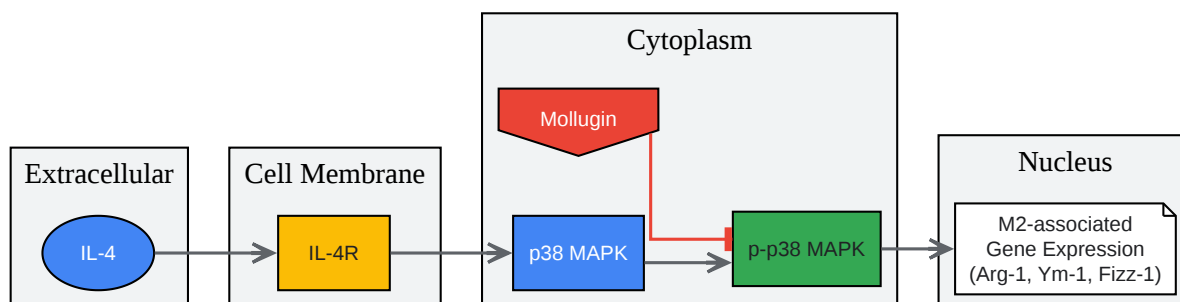 Cytoplasm
Mollugin
Extracellular
Cell Membrane
Nucleus
IL-4
IL-4R
p38 MAPK
p-p38 MAPK
M2-associated
Gene Expression
(Arg-1, Ym-1, Fizz-1)